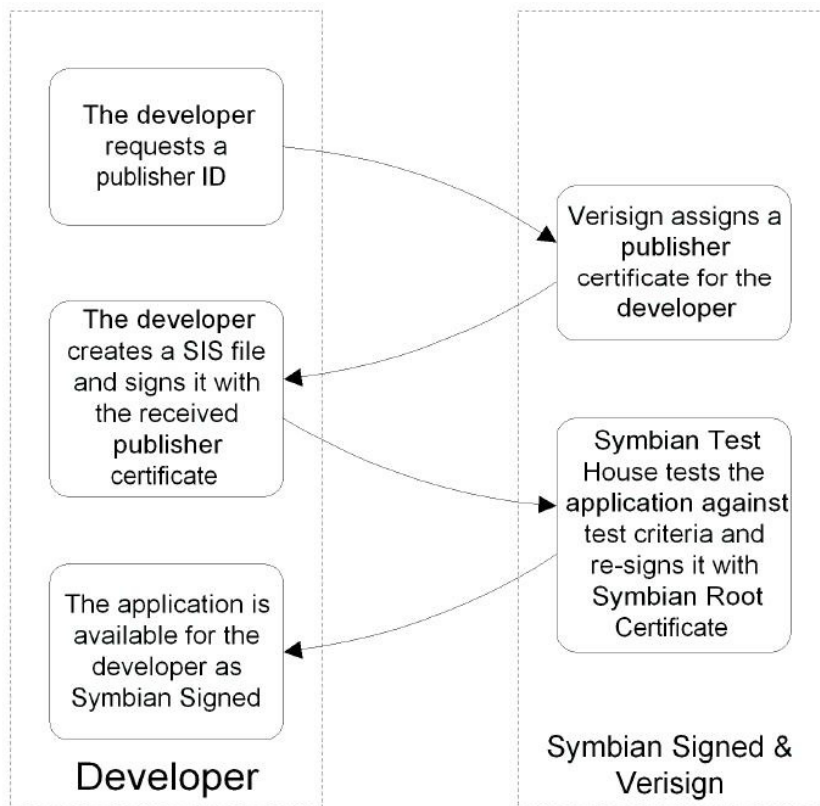 The developer
requests a
publisher ID
Verisign assigns a
publisher
certificate for the
developer
The developer
creates a SIS file
and signs it with
the received
publisher
certificate
Symbian Test
House tests the
application against
test criteria and
re-signs it with
Symbian Root
Certificate
The application is
available for the
developer as
Symbian Signed
Developer
Symbian Signed &
Verisign